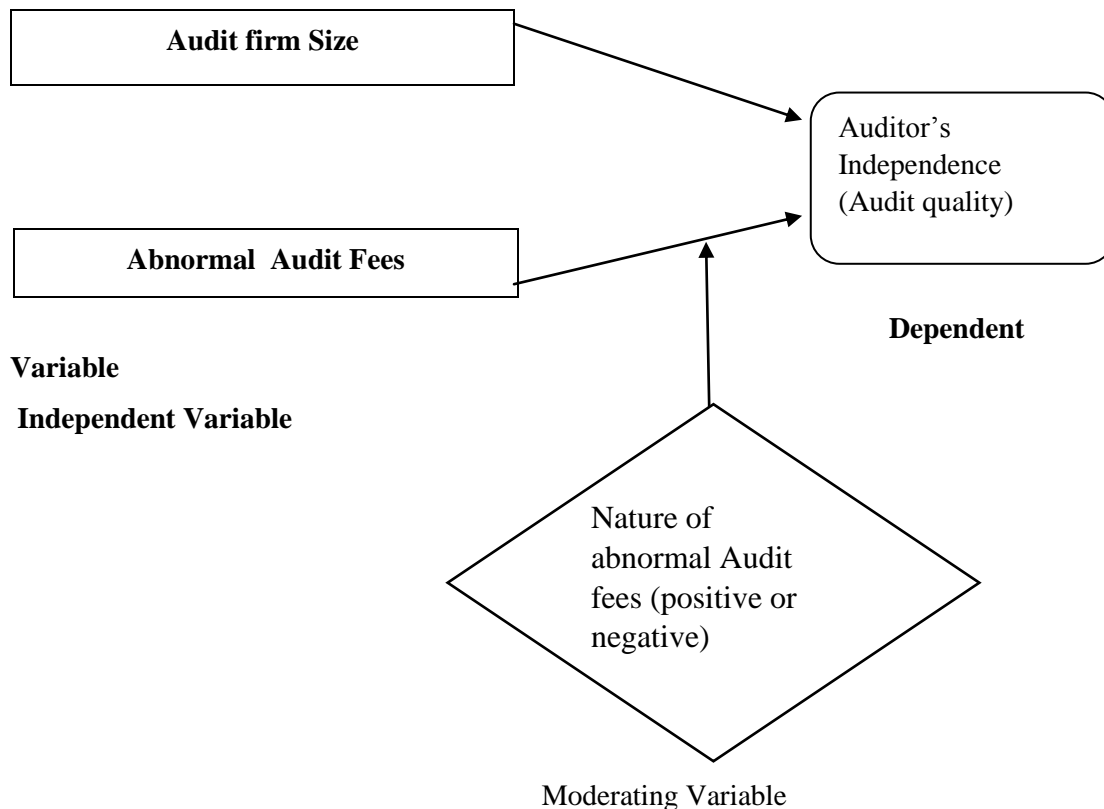 Audit firm Size
Auditor’s
Independence
(Audit quality)
Abnormal Audit Fees
Dependent
Variable
Independent Variable
Nature of
abnormal Audit
fees (positive or
negative)
Moderating Variable